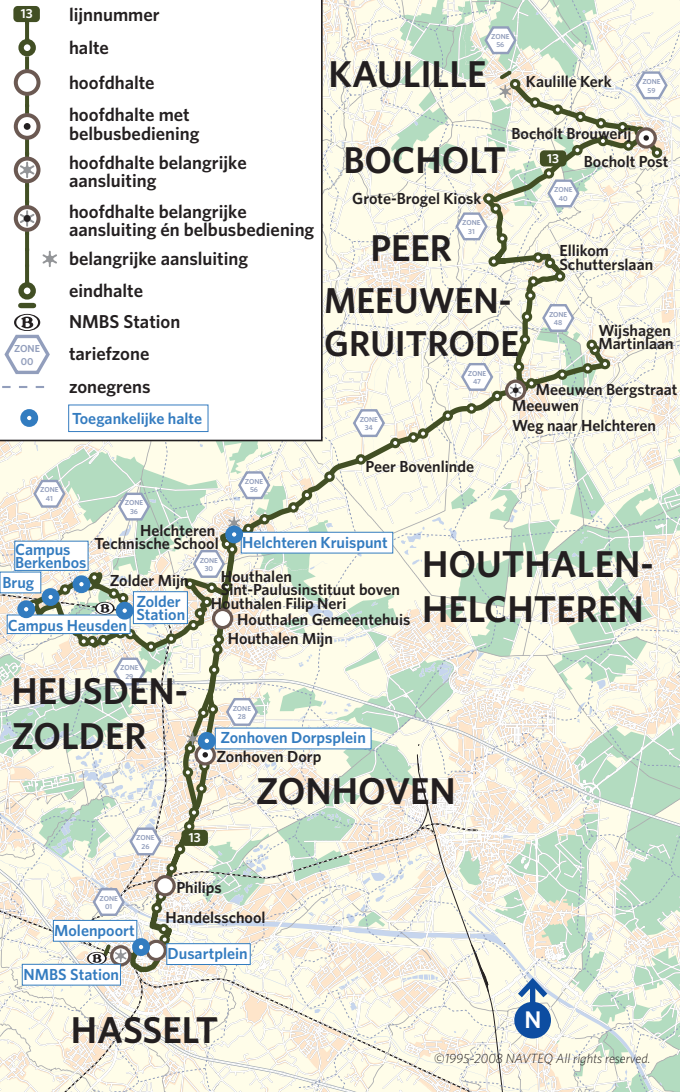 13 lijnnummer
halte
hoofdhalte
hoofdhalte met
belbusbediening
hoofdhalte belangrijke
aansluiting
hoofdhalte belangrijke
aansluiting én belbusbediening
belangrijke aansluiting
eindhalte
B NMBS Station
ZONE
00
tariefzone
zonegrens
Toegankelijke halte
ZONE
56
KAULILLE
Kaulille Kerk
ZONE
59
Bocholt Brouwerij
BOCHOLT
13
Bocholt Post
ZONE
40
Grote-Brogel Kiosk
ZONE
31
PEER
Ellikom
Schutterslaan
MEEUWEN-
GRUITRODE
ZONE
48
Wijshagen
Martinlaan
ZONE
47
Meeuwen Bergstraat
Meeuwen
Weg naar Helchteren
ZONE
34
Peer Bovenlinde
ZONE
41
ZONE
56
ZONE
36
Helchteren
Technische School
Helchteren Kruispunt
ZONE
30
HOUTHALEN-
HELCHTEREN
Campus
Berkenbos
Brug
Zolder Mijn
Houthalen
Sint-Paulusinstituut boven
B
Zolder
Station
Houthalen Filip Neri
Campus Heusden
Houthalen Gemeentehuis
Houthalen Mijn
ZONE
29
HEUSDEN-
ZOLDER
ZONE
28
Zonhoven Dorpsplein
Zonhoven Dorp
ZONHOVEN
13
ZONE
26
Philips
ZONE
01
Handelsschool
Molenpoort
B
Dusartplein
NMBS Station
HASSELT
N
©1995-2008 NAVTEQ All rights reserved.